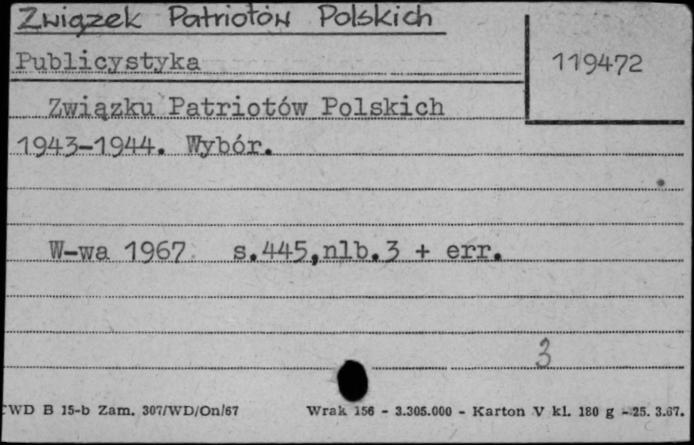 Związek Patriotów Polskich
Publicystyka
119472
Związku Patriotów Polskich
1943-1944. Wybór.
W-wa 1967 s.445,nlb.3 + err.
3
WD B 15-b Zam. 307/WD/On/67 Wrak 156 - 3.305.000 - Karton V kl. 180 g - 25. 3.67.